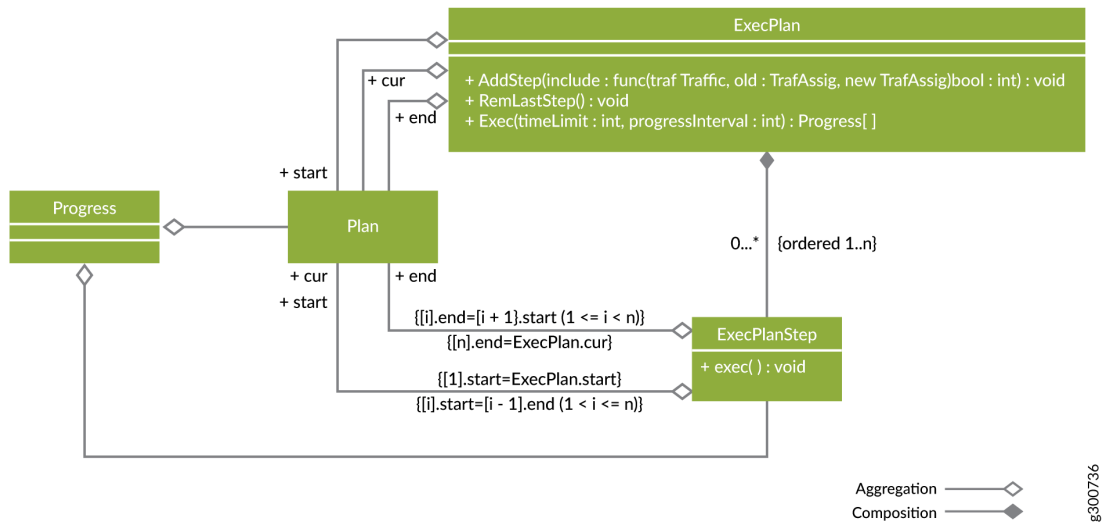 ExecPlan
+ AddStep(include : func(traf Traffic, old : TrafAssig, new TrafAssig)bool : int) : void
+ RemLastStep() : void
+ Exec(timeLimit : int, progressInterval : int) : Progress[ ]
+ cur
+ end
+ start
Progress
Plan
0...*
{ordered 1..n}
+ cur
+ end
+ start
{[i].end=[i + 1}.start (1 <= i < n)}
{[n].end=ExecPlan.cur}
ExecPlanStep
+ exec( ) : void
{[1].start=ExecPlan.start}
{[i].start=[i - 1].end (1 < i <= n)}
Aggregation
Composition
g300736